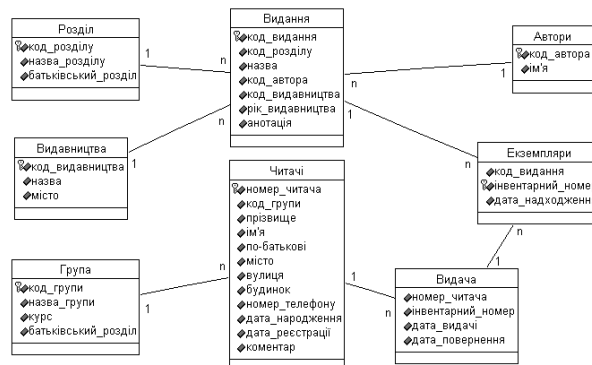 Розділ
код_розділу
назва_розділу
батьківський_розділ
1
n
Видання
код_видання
код_розділу
назва
код_автора
код_видавництва
рік_видавництва
анотація
n
1
Автори
код_автора
ім'я
Видавництва
код_видавництва
назва
місто
1
n
1
n
Екземпляри
код_видання
інвентарний_номе
дата_надходженн
n
1
Читачі
номер_читача
код_групи
прізвище
ім'я
по-батькові
місто
вулиця
будинок
номер_телефону
дата_народження
дата_реєстрації
коментар
Група
код_групи
назва_групи
курс
батьківський_розділ
1
n
1
n
Видача
номер_читача
інвентарний_номер
дата_видачі
дата_повернення